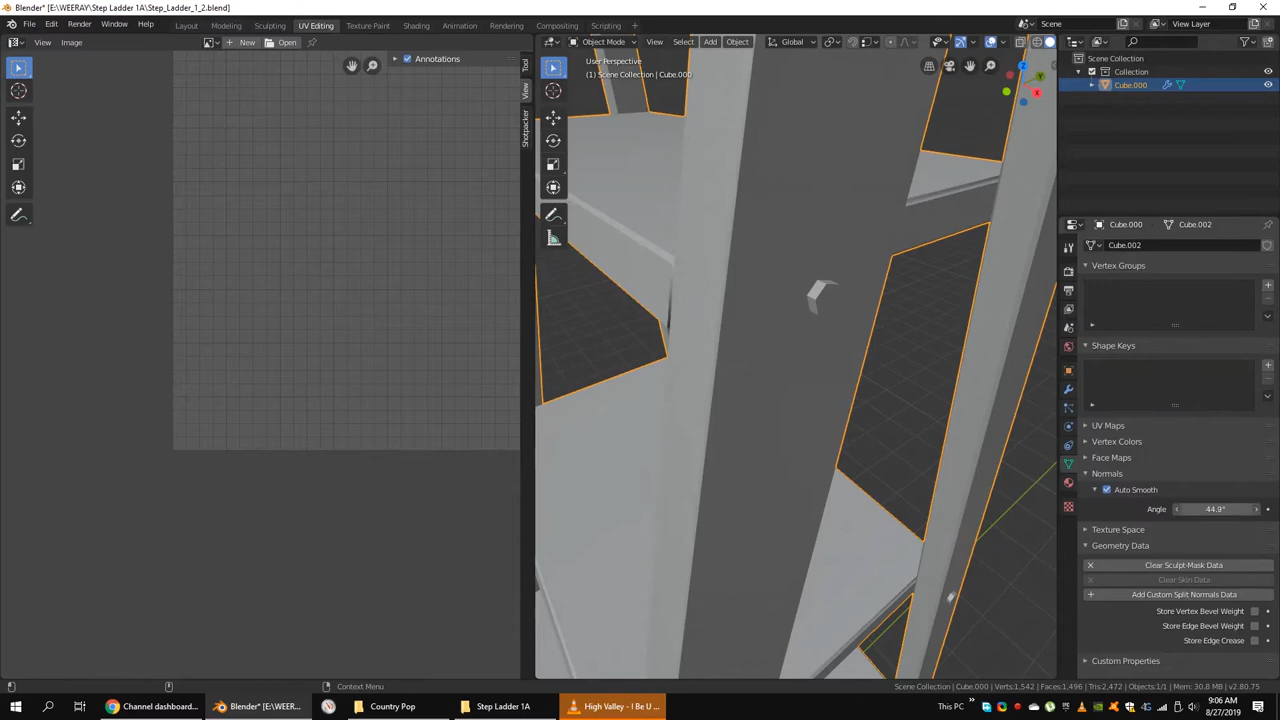 Blender* [E:\WEERAY\Step Ladder 1A\Step_Ladder_1_2.blend]
File Edit Render Window Help Layout Modeling Sculpting UV Editing Texture Paint Shading Animation Rendering Compositing Scripting Scene View Layer
View Image New Open Object Mode View Select Add Object Global
Annotations
Tool
View
Shotpacker
User Perspective
(1) Scene Collection | Cube.000
Scene Collection
Collection
Cube.000
Cube.000 Cube.002
Cube.002
Vertex Groups
Shape Keys
UV Maps
Vertex Colors
Face Maps
Normals
Auto Smooth
Angle 44.9°
Texture Space
Geometry Data
Clear Sculpt-Mask Data
Clear Skin Data
Add Custom Split Normals Data
Store Vertex Bevel Weight
Store Edge Bevel Weight
Store Edge Crease
Custom Properties
Context Menu
Scene Collection | Cube.000 | Verts:1,542 | Faces:1,496 | Tris:2,472 | Objects:1/1 | Mem: 30.8 MB | v2.80.75
Channel dashboard... Blender* [E:\WEER... Country Pop Step Ladder 1A High Valley - I Be U ... This PC
9:06 AM
8/27/2019